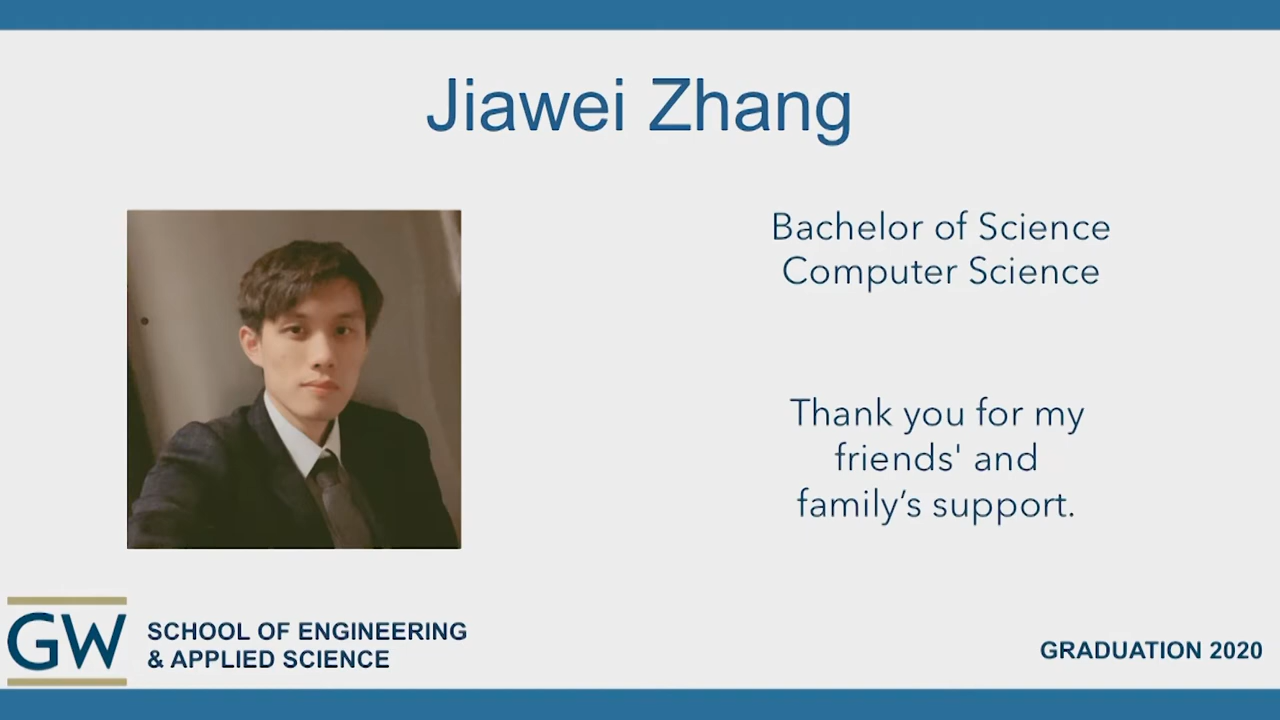 Jiawei Zhang
Bachelor of Science
Computer Science
Thank you for my
friends' and
family’s support.
GW
SCHOOL OF ENGINEERING
& APPLIED SCIENCE
GRADUATION 2020